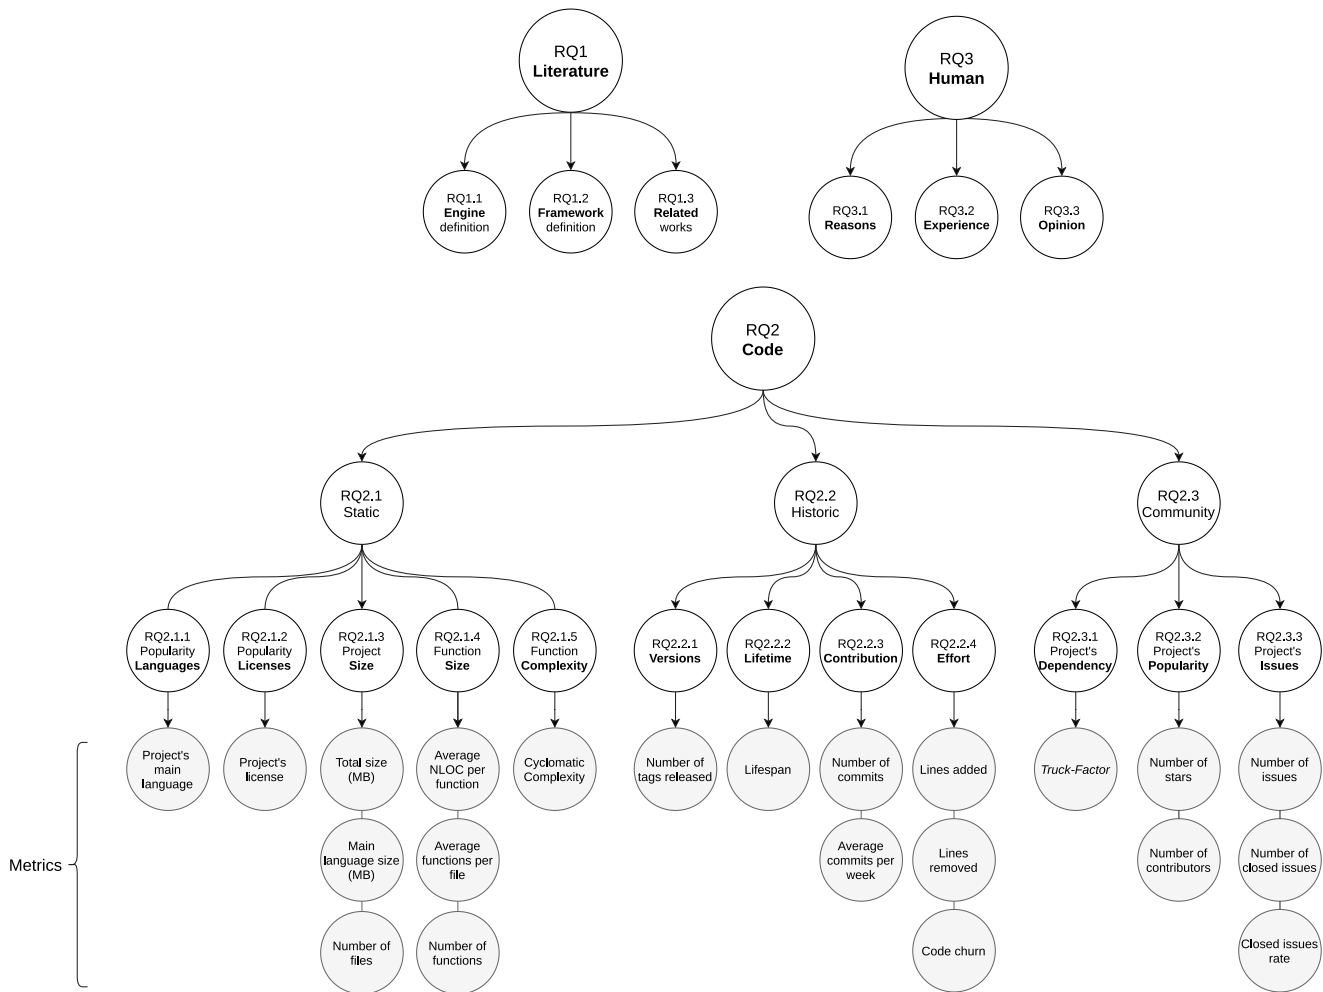 RQ1
Literature
RQ3
Human
RQ1.1
Engine
definition
RQ1.2
Framework
definition
RQ1.3
Related
works
RQ3.1
Reasons
RQ3.2
Experience
RQ3.3
Opinion
RQ2
Code
RQ2.1
Static
RQ2.2
Historic
RQ2.3
Community
RQ2.1.1
Popularity
Languages
RQ2.1.2
Popularity
Licenses
RQ2.1.3
Project
Size
RQ2.1.4
Function
Size
RQ2.1.5
Function
Complexity
RQ2.2.1
Versions
RQ2.2.2
Lifetime
RQ2.2.3
Contribution
RQ2.2.4
Effort
RQ2.3.1
Project's
Dependency
RQ2.3.2
Project's
Popularity
RQ2.3.3
Project's
Issues
Metrics
Project's
main
language
Project's
license
Total size
(MB)
Average
NLOC per
function
Cyclomatic
Complexity
Number of
tags released
Lifespan
Number of
commits
Lines added
Truck-Factor
Number of
stars
Number of
issues
Main
language size
(MB)
Average
functions per
file
Average
commits per
week
Lines
removed
Number of
contributors
Number of
closed issues
Number of
files
Number of
functions
Code churn
Closed issues
rate